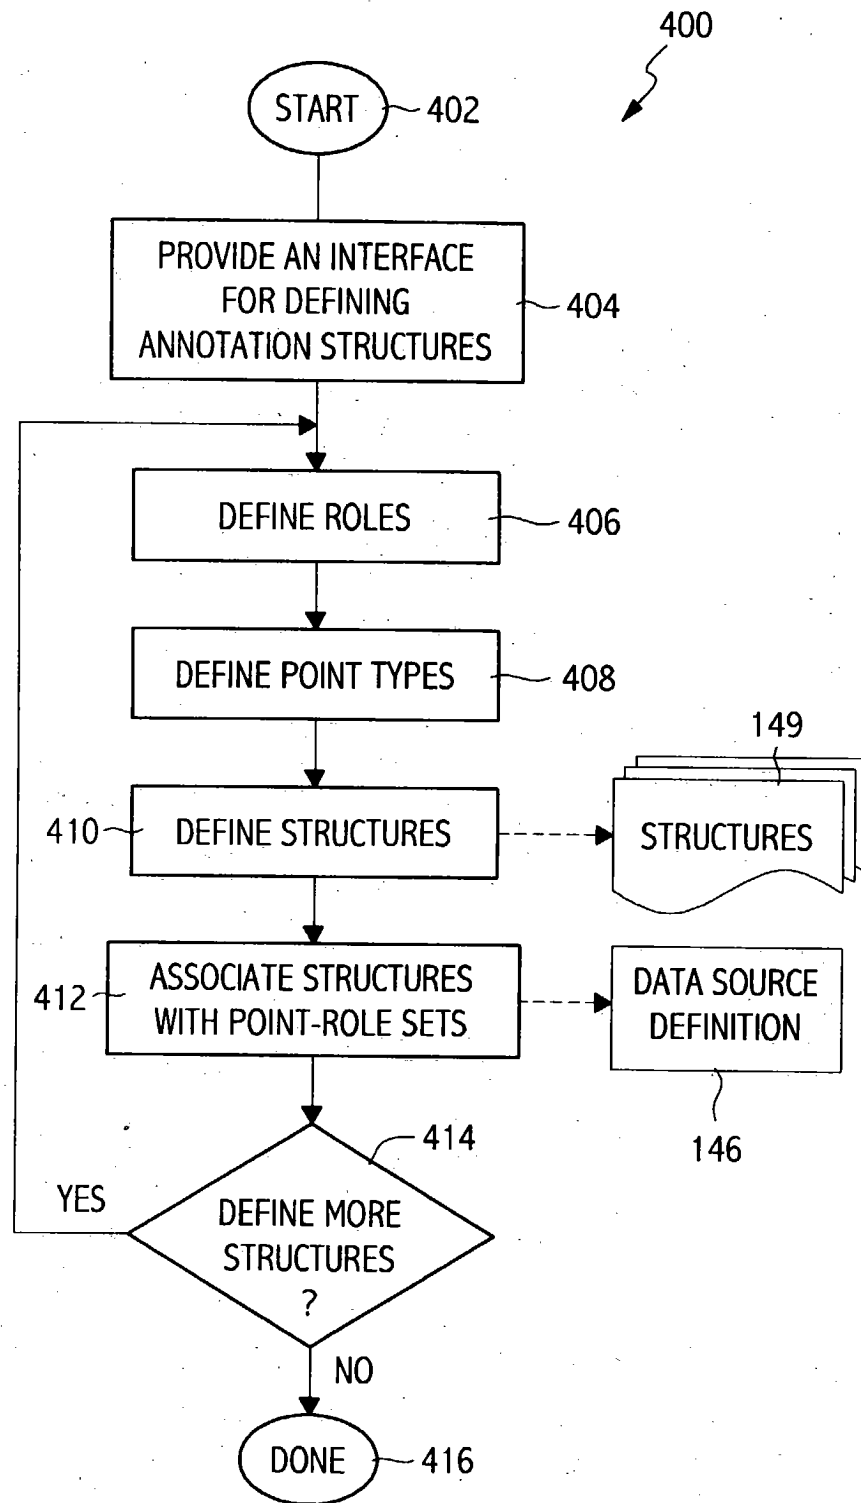 400
START
402
PROVIDE AN INTERFACE
FOR DEFINING
ANNOTATION STRUCTURES
404
DEFINE ROLES
406
DEFINE POINT TYPES
408
149
410
DEFINE STRUCTURES
STRUCTURES
412
ASSOCIATE STRUCTURES
WITH POINT-ROLE SETS
DATA SOURCE
DEFINITION
146
414
YES
DEFINE MORE
STRUCTURES
?
NO
DONE
416